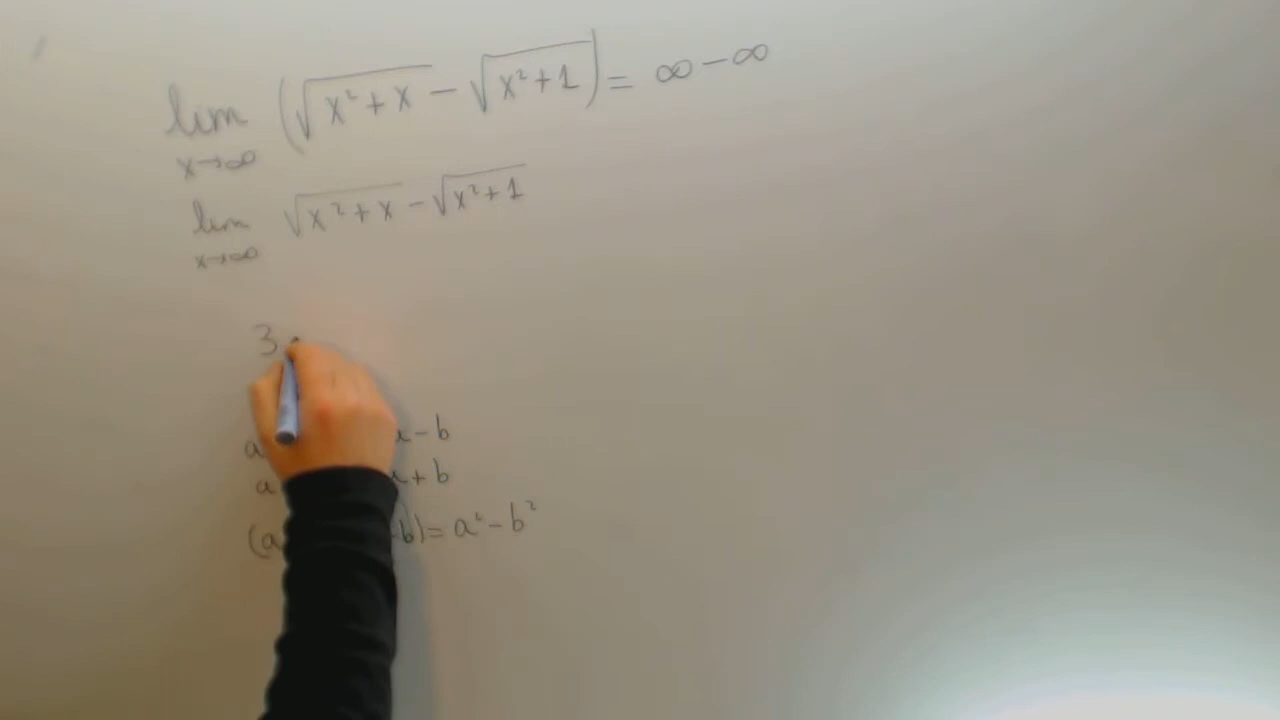 lim (√x²+x − √x²+1) = ∞ − ∞
x→∞
lim √x²+x − √x²+1
x→∞
3
a a − b
a a + b
(a −b) = a² − b²